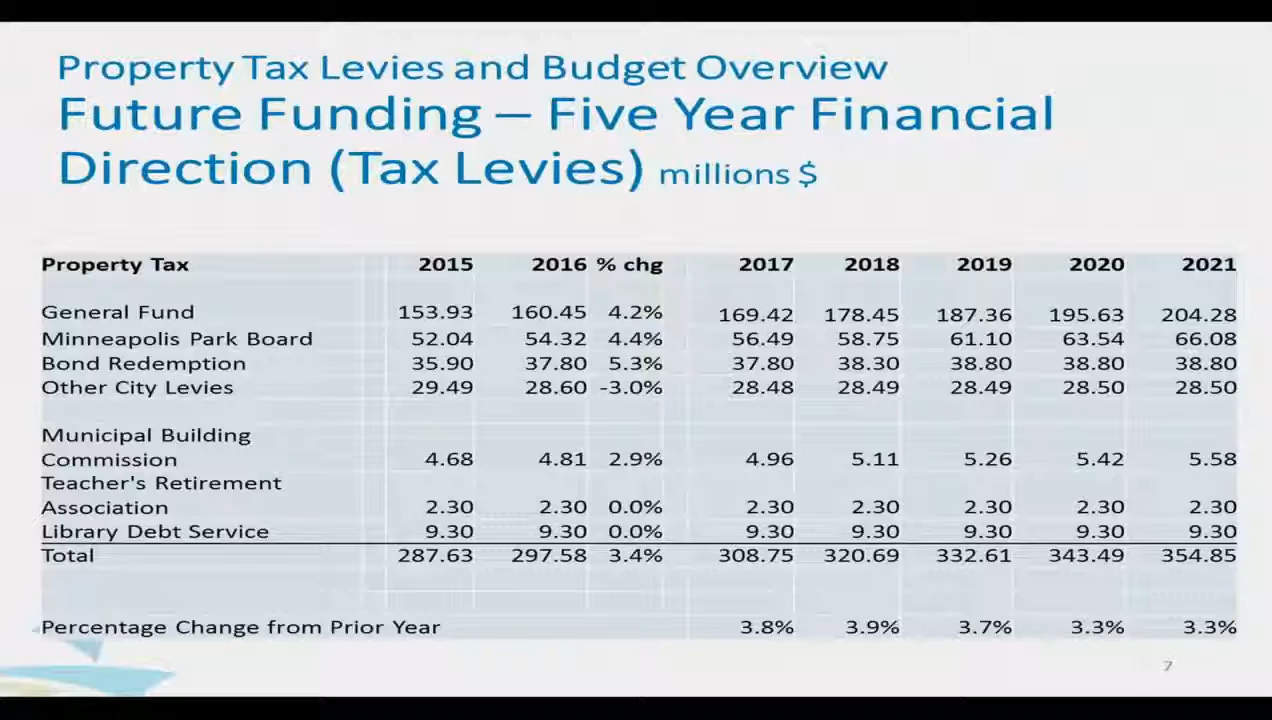 Property Tax Levies and Budget Overview
Future Funding – Five Year Financial
Direction (Tax Levies) millions $
Property Tax 2015 2016 % chg 2017 2018 2019 2020 2021
General Fund 153.93 160.45 4.2% 169.42 178.45 187.36 195.63 204.28
Minneapolis Park Board 52.04 54.32 4.4% 56.49 58.75 61.10 63.54 66.08
Bond Redemption 35.90 37.80 5.3% 37.80 38.30 38.80 38.80 38.80
Other City Levies 29.49 28.60 -3.0% 28.48 28.49 28.49 28.50 28.50
Municipal Building
Commission 4.68 4.81 2.9% 4.96 5.11 5.26 5.42 5.58
Teacher's Retirement
Association 2.30 2.30 0.0% 2.30 2.30 2.30 2.30 2.30
Library Debt Service 9.30 9.30 0.0% 9.30 9.30 9.30 9.30 9.30
Total 287.63 297.58 3.4% 308.75 320.69 332.61 343.49 354.85
Percentage Change from Prior Year 3.8% 3.9% 3.7% 3.3% 3.3%
7